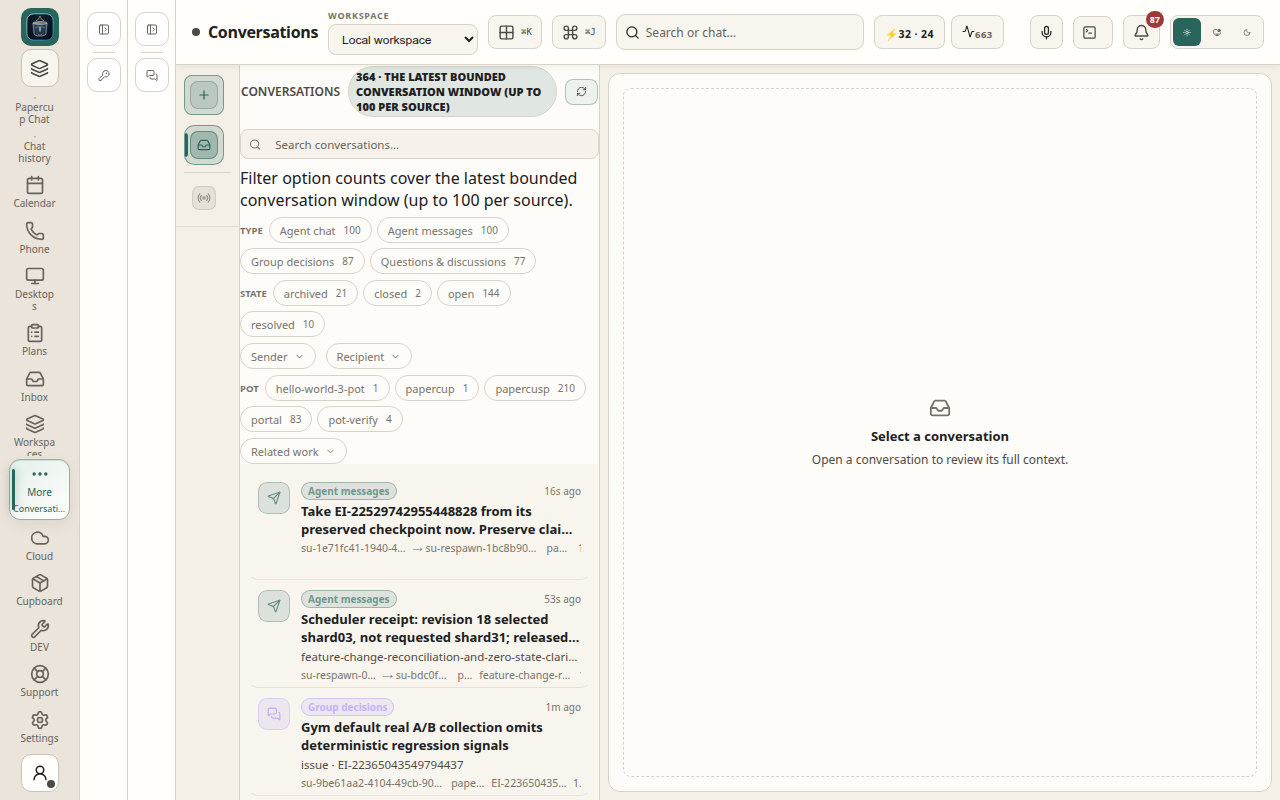 Papercu
p Chat
Chat
history
Calendar
Phone
Desktop
s
Plans
Inbox
Workspa
ces
More
Conversati...
Cloud
Cupboard
DEV
Support
Settings
Conversations
WORKSPACE
Local workspace
⌘K
⌘J
Search or chat...
⚡32 · 24
663
87
CONVERSATIONS
364 · THE LATEST BOUNDED
CONVERSATION WINDOW (UP TO
100 PER SOURCE)
Search conversations...
Filter option counts cover the latest bounded
conversation window (up to 100 per source).
TYPE Agent chat 100 Agent messages 100
Group decisions 87 Questions & discussions 77
STATE archived 21 closed 2 open 144
resolved 10
Sender Recipient
POT hello-world-3-pot 1 papercup 1 papercusp 210
portal 83 pot-verify 4
Related work
Agent messages 16s ago
Take EI-22529742955448828 from its
preserved checkpoint now. Preserve clai...
su-1e71fc41-1940-4... → su-respawn-1bc8b90... pa...
Agent messages 53s ago
Scheduler receipt: revision 18 selected
shard03, not requested shard31; released...
feature-change-reconciliation-and-zero-state-clari...
su-respawn-0... → su-bdc0f... p... feature-change-r...
Group decisions 1m ago
Gym default real A/B collection omits
deterministic regression signals
issue · EI-22365043549794437
su-9be61aa2-4104-49cb-90... pape... EI-223650435... 1.
Select a conversation
Open a conversation to review its full context.